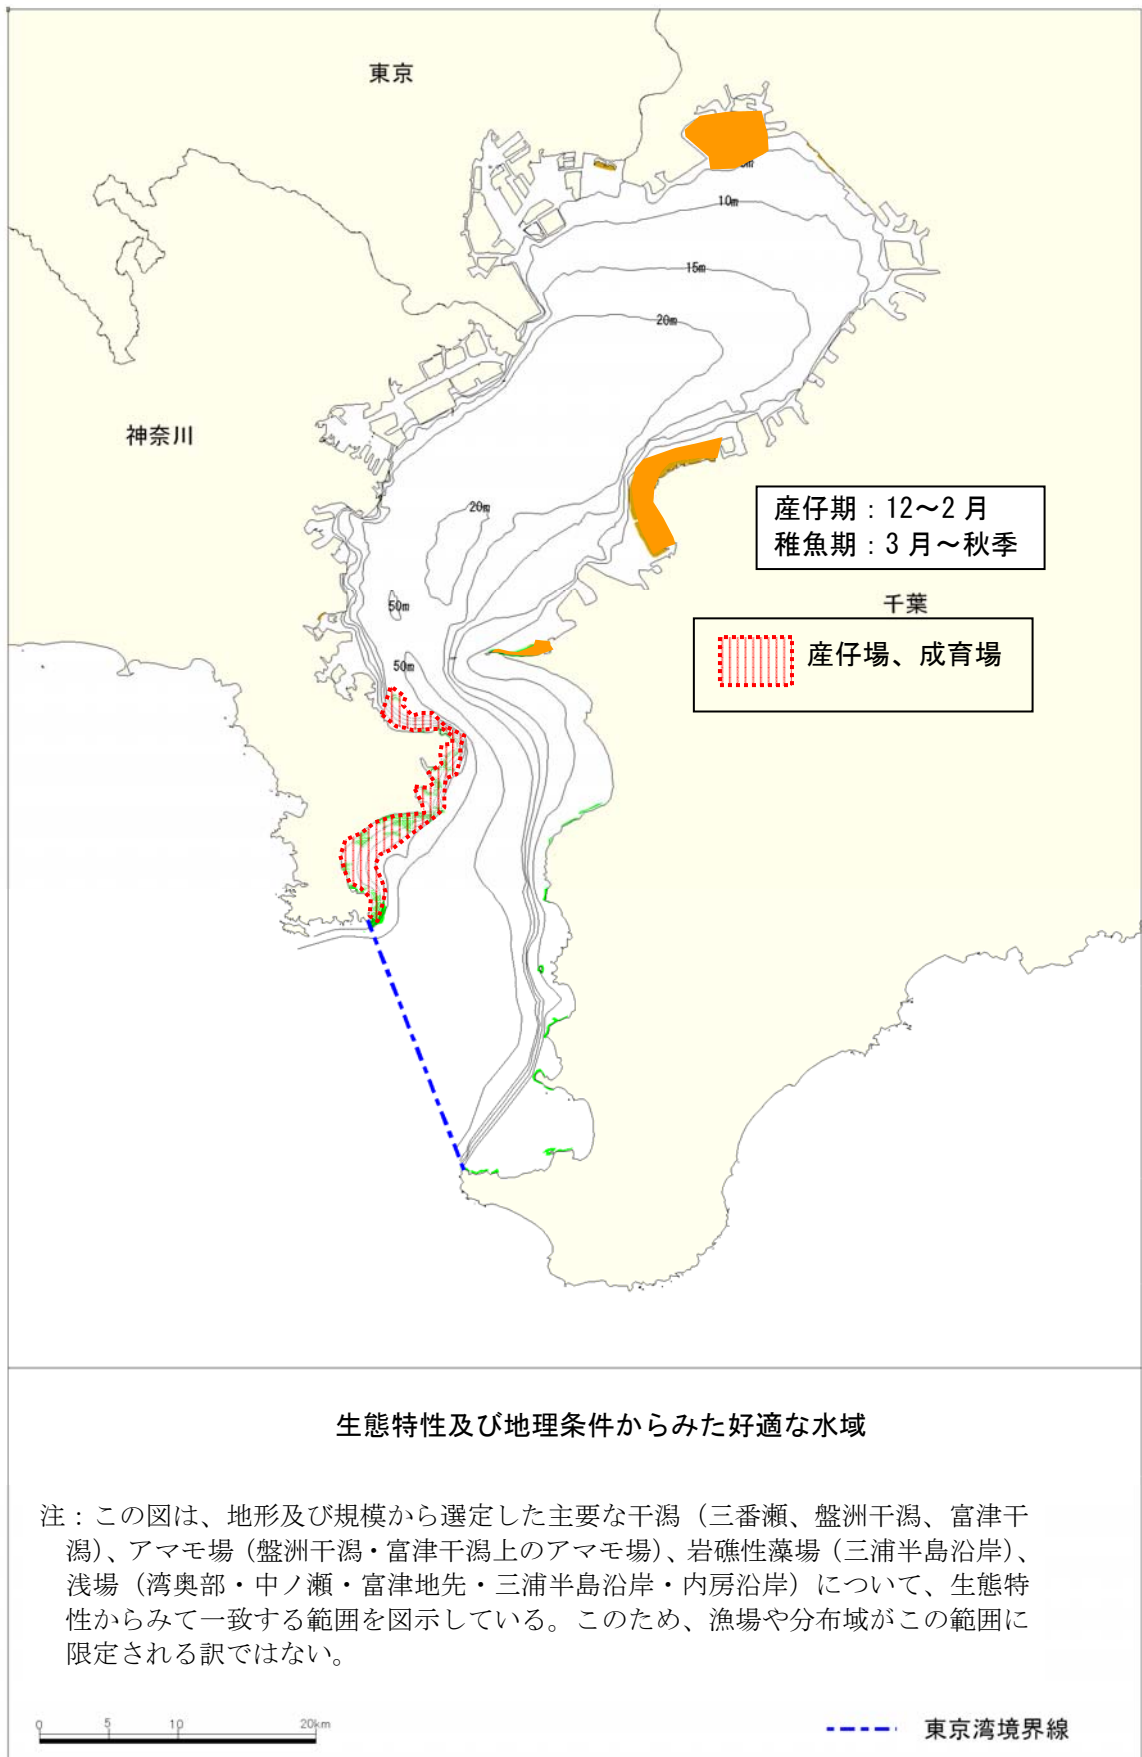 東京
10m
15m
20m
神奈川
20m
産仔期：12～2 月
稚魚期：3 月～秋季
千葉
50m
50m
産仔場、成育場
生態特性及び地理条件からみた好適な水域
注：この図は、地形及び規模から選定した主要な干潟（三番瀬、盤洲干潟、富津干
潟）、アマモ場（盤洲干潟・富津干潟上のアマモ場）、岩礁性藻場（三浦半島沿岸）、
浅場（湾奥部・中ノ瀬・富津地先・三浦半島沿岸・内房沿岸）について、生態特
性からみて一致する範囲を図示している。このため、漁場や分布域がこの範囲に
限定される訳ではない。
0 5 10 20km
東京湾境界線